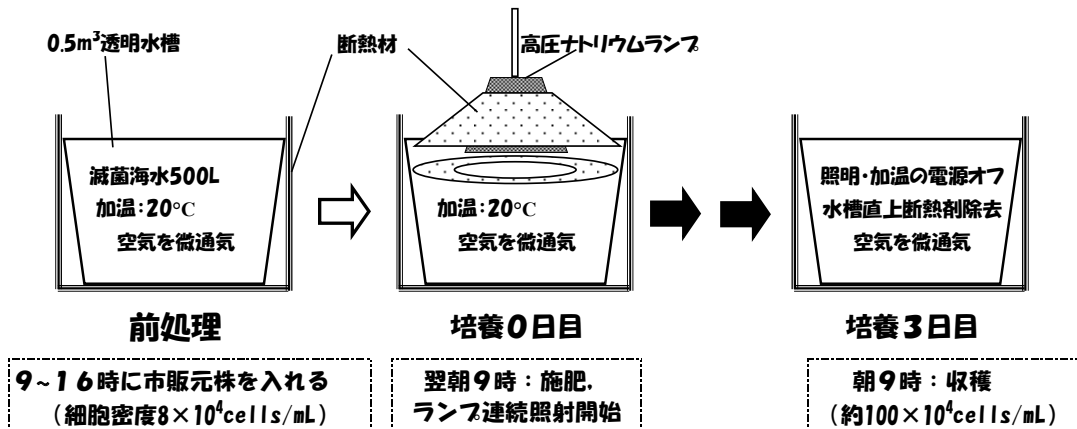 0.5m³透明水槽
断熱材
高圧ナトリウムランプ
滅菌海水500L
加温：20℃
空気を微通気
加温：20℃
空気を微通気
照明・加温の電源オフ
水槽直上断熱剤除去
空気を微通気
前処理
培養0日目
培養3日目
9~16時に市販元株を入れる
（細胞密度8×10⁴cells/mL）
翌朝9時：施肥，
ランプ連続照射開始
朝9時：収穫
（約100×10⁴cells/mL）